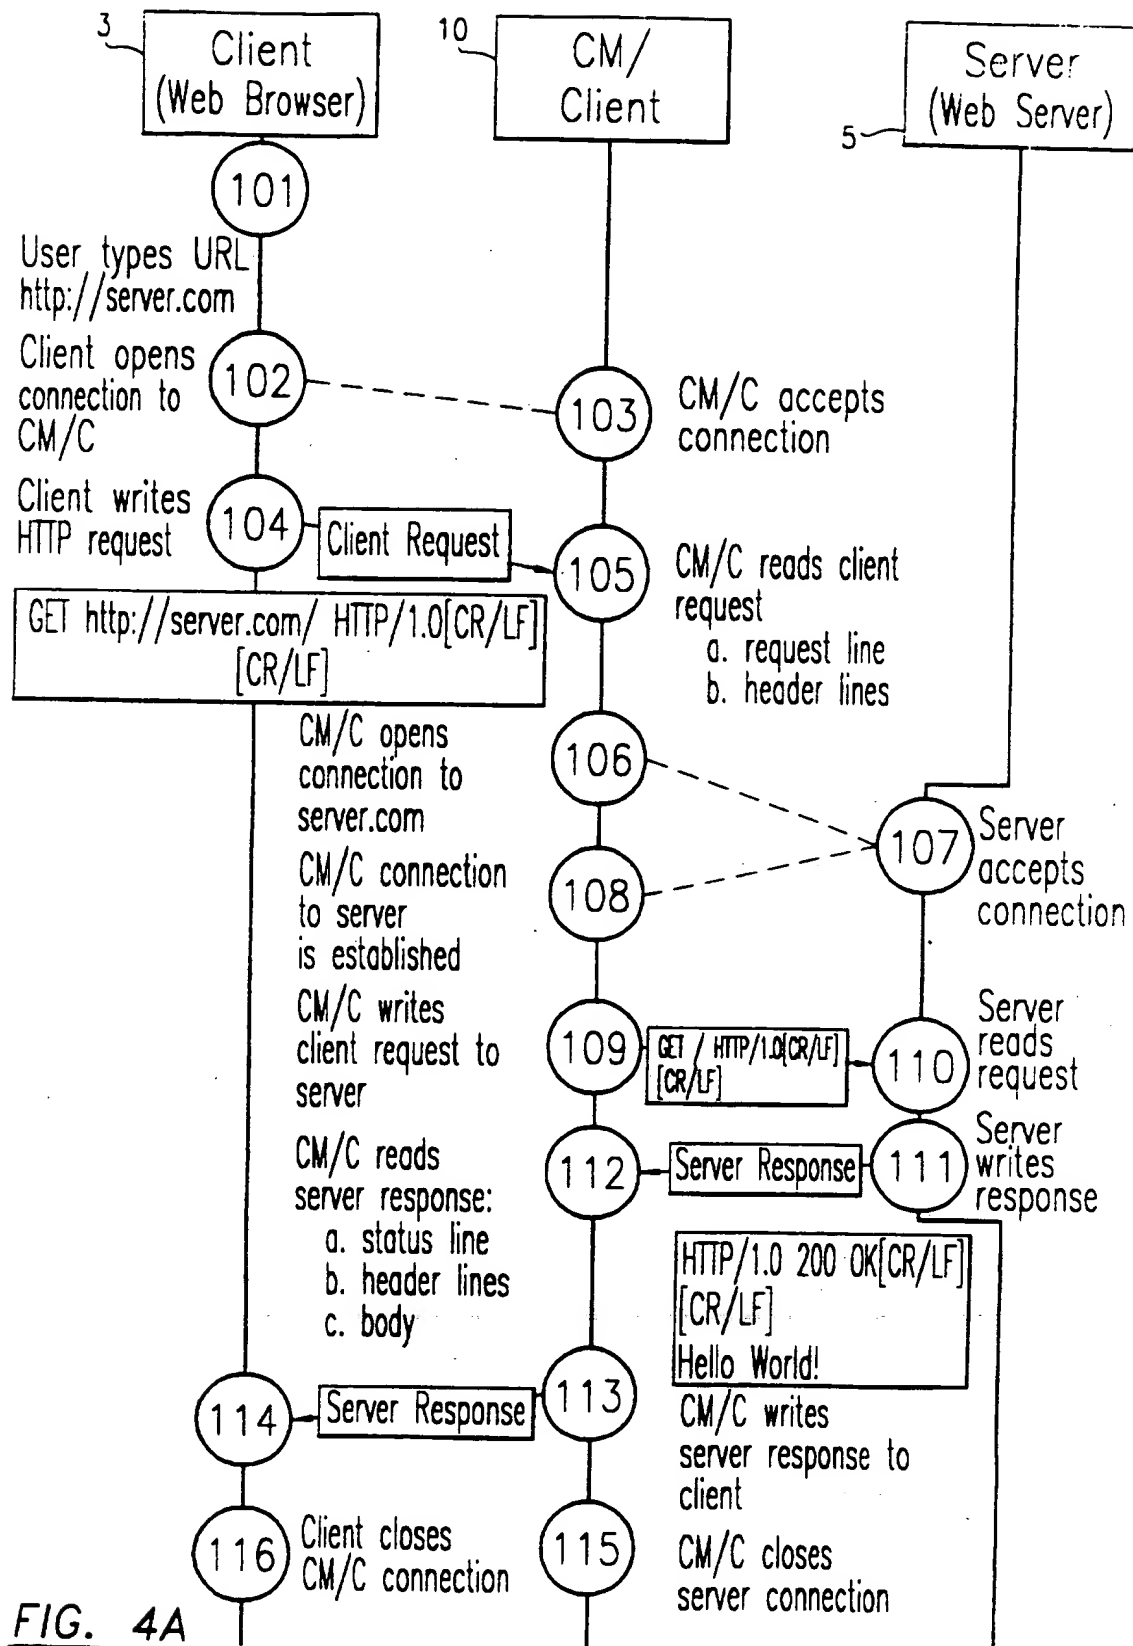 3
Client
(Web Browser)
10
CM/
Client
Server
(Web Server)
5
101
User types URL
http://server.com
Client opens
connection to
CM/C
102
103
CM/C accepts
connection
Client writes
HTTP request
104
Client Request
105
CM/C reads client
request
a. request line
b. header lines
GET http://server.com/ HTTP/1.0[CR/LF]
[CR/LF]
CM/C opens
connection to
server.com
106
107
Server
accepts
connection
CM/C connection
to server
is established
108
CM/C writes
client request to
server
109
GET / HTTP/1.0[CR/LF]
[CR/LF]
110
Server
reads
request
CM/C reads
server response:
a. status line
b. header lines
c. body
112
Server Response
111
Server
writes
response
HTTP/1.0 200 OK[CR/LF]
[CR/LF]
Hello World!
114
Server Response
113
CM/C writes
server response to
client
116
Client closes
CM/C connection
115
CM/C closes
server connection
FIG. 4A